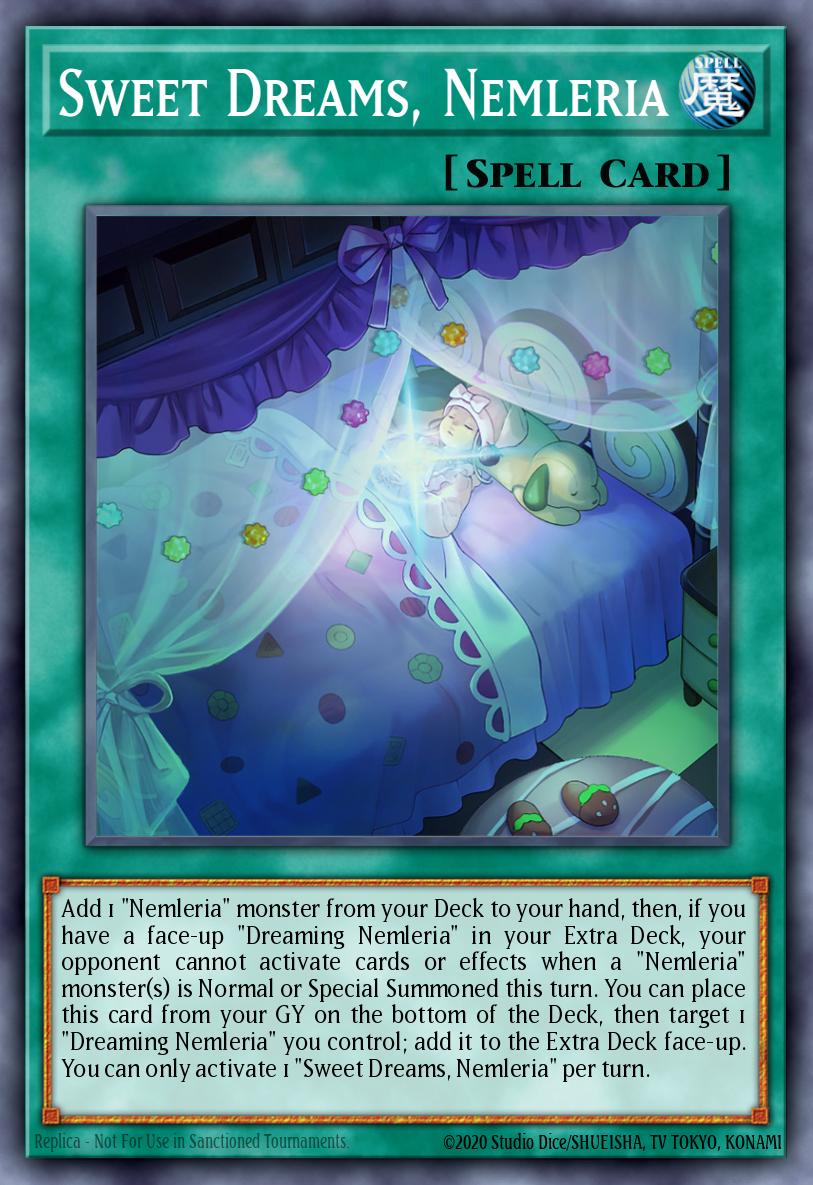 Sweet Dreams, Nemleria
SPELL
魔
[ Spell Card ]
Add 1 "Nemleria" monster from your Deck to your hand, then, if you
have a face-up "Dreaming Nemleria" in your Extra Deck, your
opponent cannot activate cards or effects when a "Nemleria"
monster(s) is Normal or Special Summoned this turn. You can place
this card from your GY on the bottom of the Deck, then target 1
"Dreaming Nemleria" you control; add it to the Extra Deck face-up.
You can only activate 1 "Sweet Dreams, Nemleria" per turn.
Replica - Not For Use in Sanctioned Tournaments.
©2020 Studio Dice/SHUEISHA, TV TOKYO, KONAMI